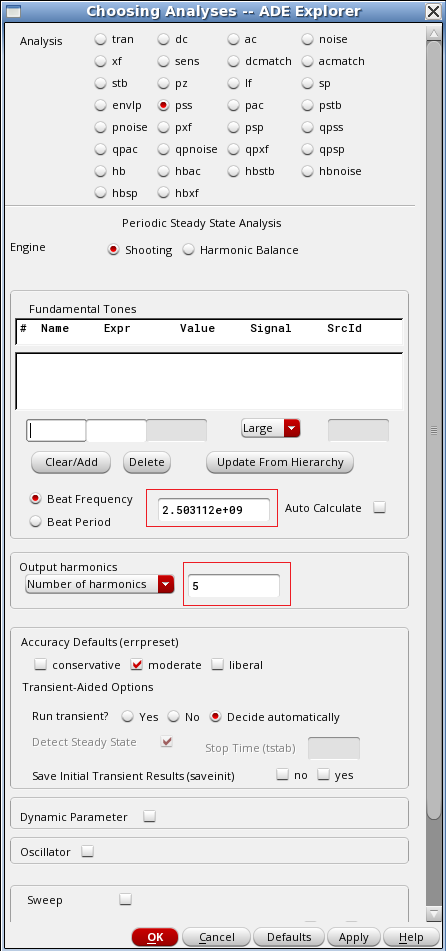 Choosing Analyses -- ADE Explorer
Analysis tran dc ac noise
xf sens dcmatch acmatch
stb pz lf sp
envlp pss pac pstb
pnoise pxf psp qpss
qpac qpnoise qpxf qpsp
hb hbac hbstb hbnoise
hbsp hbxf
Periodic Steady State Analysis
Engine Shooting Harmonic Balance
Fundamental Tones
# Name Expr Value Signal SrcId
Large
Clear/Add Delete Update From Hierarchy
Beat Frequency 2.503112e+09 Auto Calculate
Beat Period
Output harmonics
Number of harmonics 5
Accuracy Defaults (errpreset)
conservative moderate liberal
Transient-Aided Options
Run transient? Yes No Decide automatically
Detect Steady State Stop Time (tstab)
Save Initial Transient Results (saveinit) no yes
Dynamic Parameter
Oscillator
Sweep
OK Cancel Defaults Apply Help